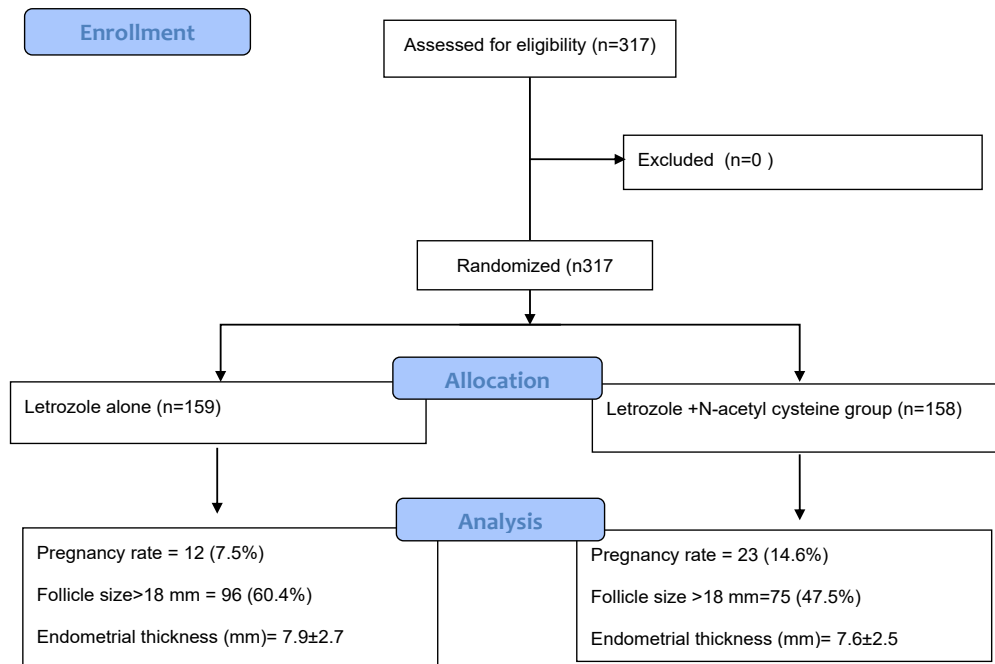 Enrollment
Assessed for eligibility (n=317)
Excluded (n=0 )
Randomized (n317
Allocation
Letrozole alone (n=159)
Letrozole +N-acetyl cysteine group (n=158)
Analysis
Pregnancy rate = 12 (7.5%)
Follicle size>18 mm = 96 (60.4%)
Endometrial thickness (mm)= 7.9±2.7
Pregnancy rate = 23 (14.6%)
Follicle size >18 mm=75 (47.5%)
Endometrial thickness (mm)= 7.6±2.5